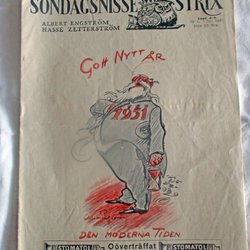 SÖNDAGSNISSE STRIX
ALBERT ENGSTRÖM
HASSE ZETTERSTRÖM
GOTT NYTT ÅR
1931
DEN MODERNA TIDEN
STOMATOL
Oöverträffat
STOMATOL